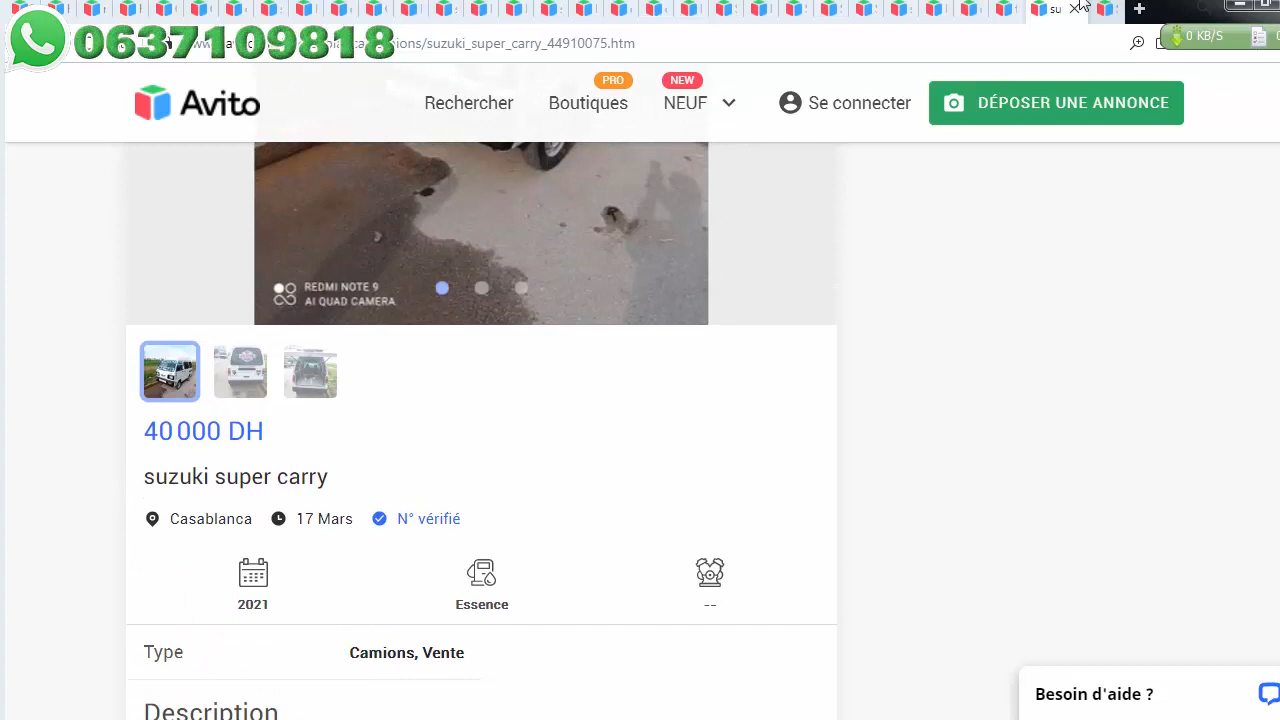 su
0637109818
ions/suzuki_super_carry_44910075.htm
0 KB/S
Avito
Rechercher
PRO
Boutiques
NEW
NEUF
Se connecter
DÉPOSER UNE ANNONCE
REDMI NOTE 9
AI QUAD CAMERA
40 000 DH
suzuki super carry
Casablanca
17 Mars
N° vérifié
2021
Essence
--
Type
Camions, Vente
Description
Besoin d'aide ?